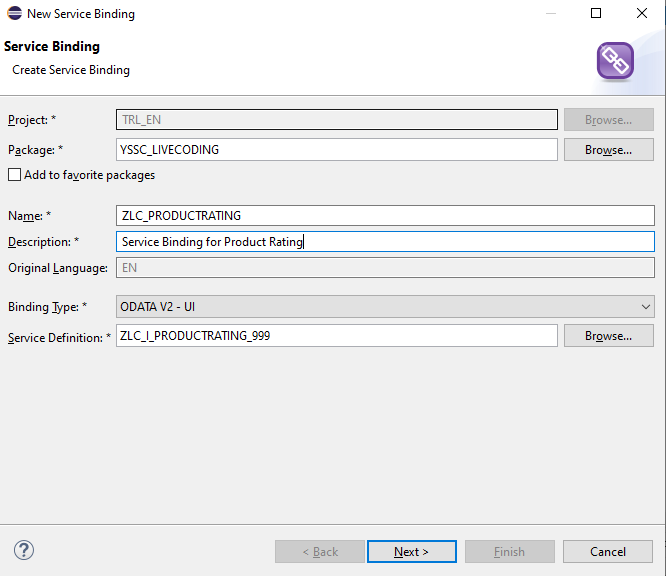 New Service Binding
Service Binding
Create Service Binding
Project: * TRL_EN Browse...
Package: * YSSC_LIVECODING Browse...
Add to favorite packages
Name: * ZLC_PRODUCTRATING
Description: * Service Binding for Product Rating
Original Language: EN
Binding Type: * ODATA V2 - UI
Service Definition: * ZLC_I_PRODUCTRATING_999 Browse...
? < Back Next > Finish Cancel